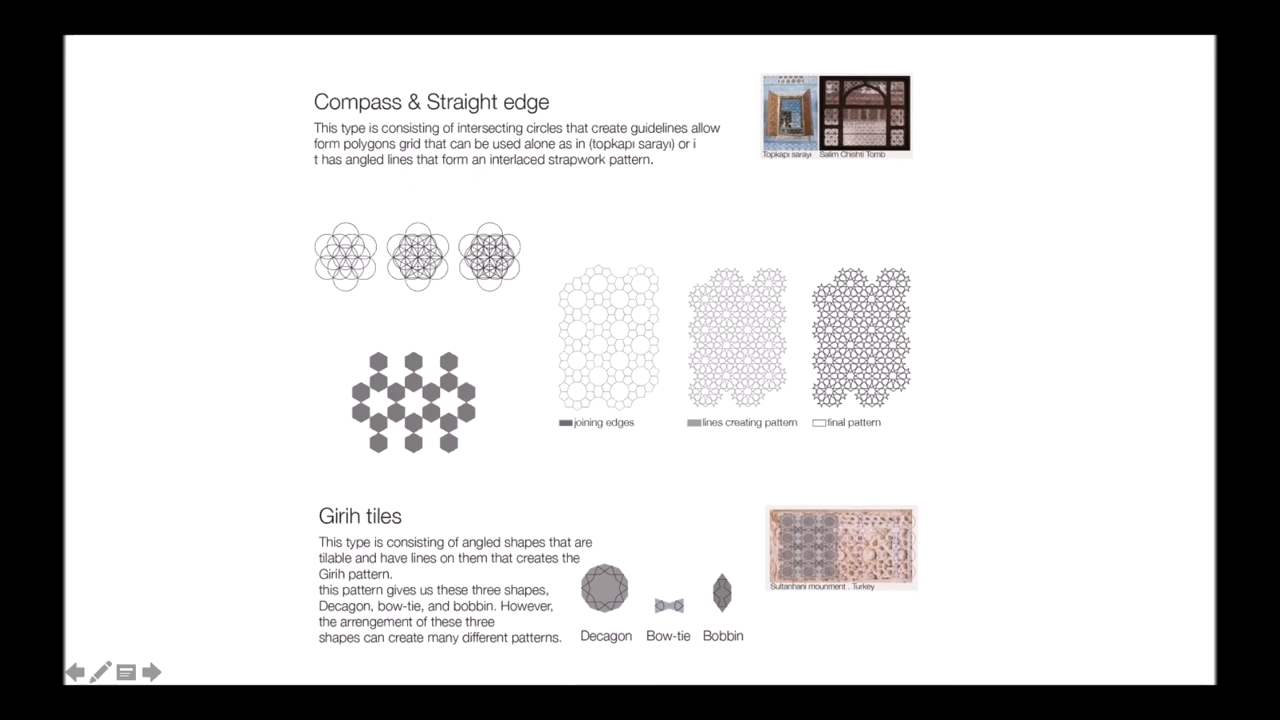 Compass & Straight edge
This type is consisting of intersecting circles that create guidelines allow
form polygons grid that can be used alone as in (topkapı sarayı) or i
t has angled lines that form an interlaced strapwork pattern.
Topkapı sarayı
Salim Chishti Tomb
joining edges
lines creating pattern
final pattern
Girih tiles
This type is consisting of angled shapes that are
tilable and have lines on them that creates the
Girih pattern.
this pattern gives us these three shapes,
Decagon, bow-tie, and bobbin. However,
the arrengement of these three
shapes can create many different patterns.
Decagon
Bow-tie
Bobbin
Sultanhani mounment . Turkey